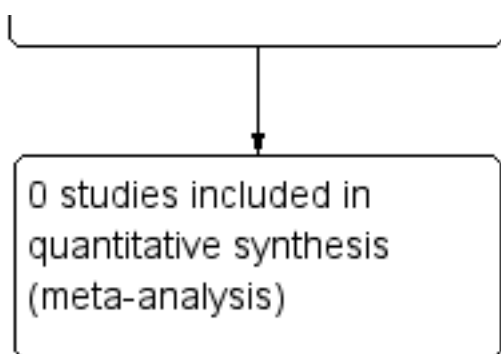 0 studies included in
quantitative synthesis
(meta-analysis)